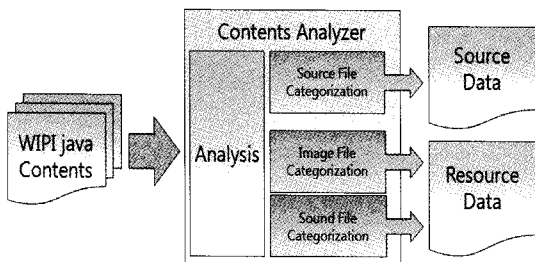 Contents Analyzer
WIPI java
Contents
Analysis
Source File
Categorization
Image File
Categorization
Sound File
Categorization
Source
Data
Resource
Data